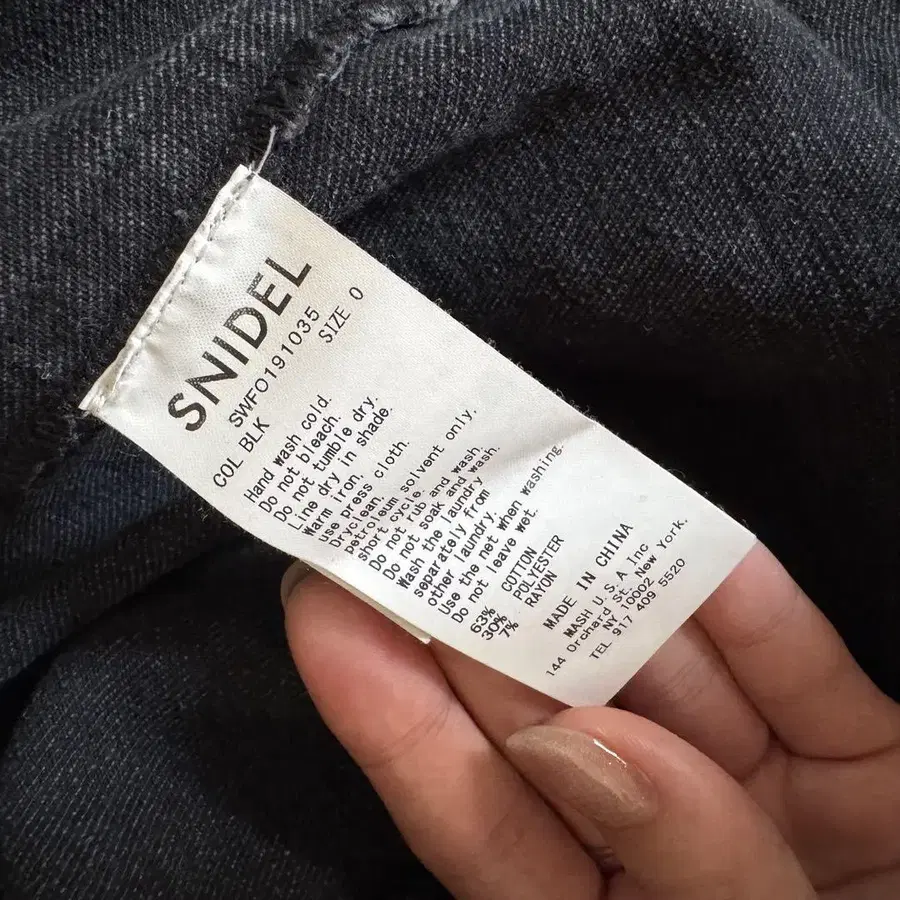 SNIDEL
SWFO191035
COL BLK SIZE 0
Hand wash cold.
Do not bleach.
Do not tumble dry.
Line dry in shade.
Warm iron,
use press cloth.
Dryclean,
petroleum solvent only,
short cycle.
Do not rub and wash.
Do not soak and wash.
Wash the laundry
separately from
other laundry.
Use the net when washing.
Do not leave wet.
63% COTTON
30% POLYESTER
7% RAYON
MADE IN CHINA
MASH U.S.A Inc
144 Orchard St., New York,
NY 10002
TEL 917 409 5520